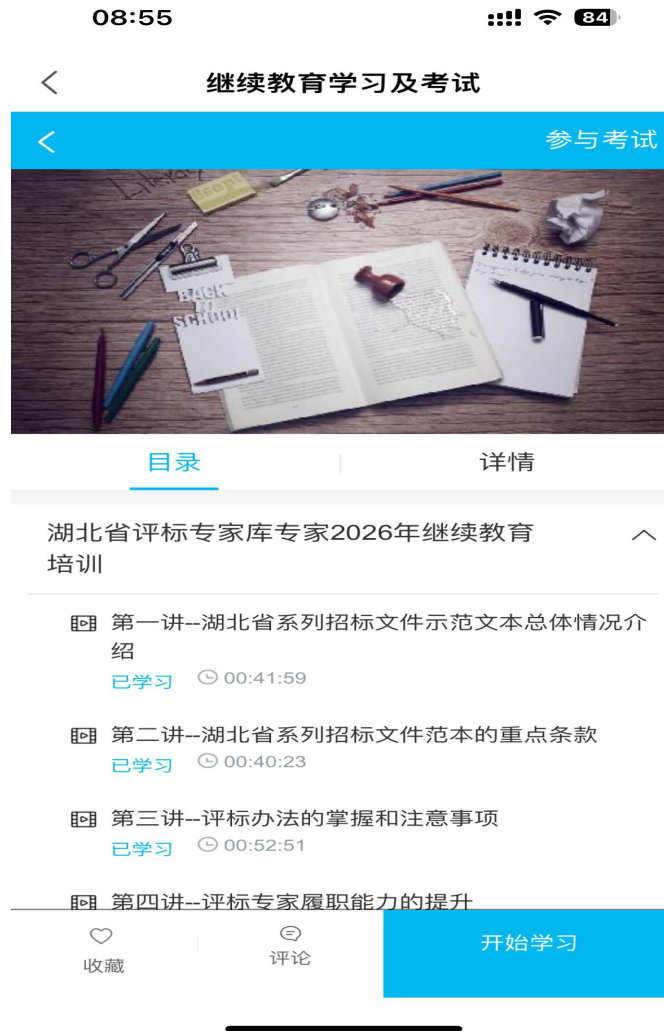 08:55
84
继续教育学习及考试
参与考试
Literacy
BACK
TO
SCHOOL
目录
详情
湖北省评标专家库专家2026年继续教育
培训
第一讲--湖北省系列招标文件示范文本总体情况介
绍
已学习 00:41:59
第二讲--湖北省系列招标文件范本的重点条款
已学习 00:40:23
第三讲--评标办法的掌握和注意事项
已学习 00:52:51
第四讲--评标专家履职能力的提升
收藏
评论
开始学习